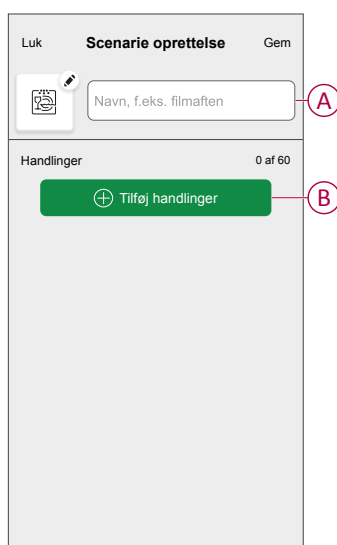 Luk Scenarie oprettelse Gem
Navn, f.eks. filmaften
A
Handlinger 0 af 60
Tilføj handlinger
B